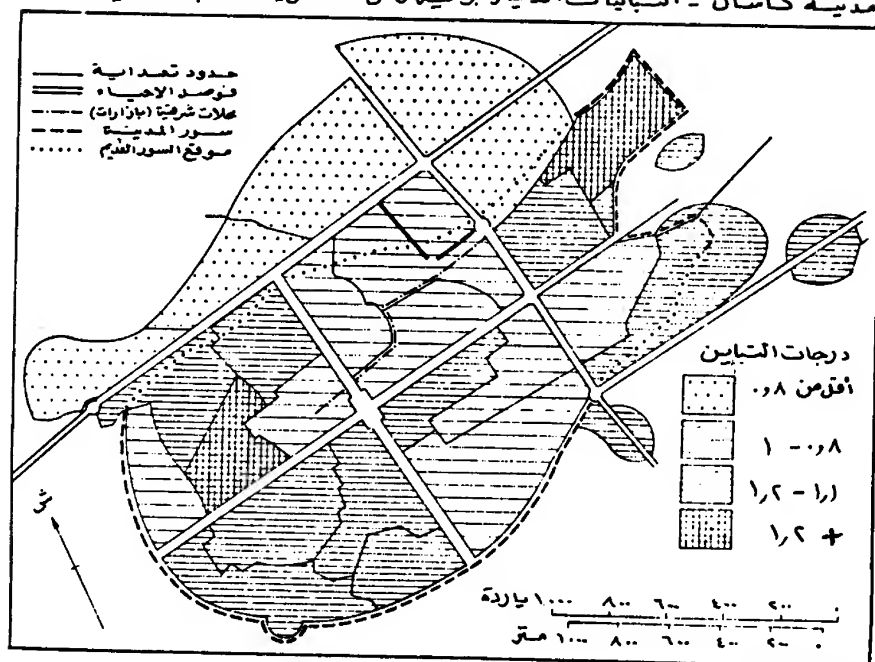 مدينة كاشان - التباينات
حدود تعدادية
الاحياء
محلات شرقية (بازارات)
سور المدينة
موقع السور القديم
درجات التباين
أقل من ٠,٨
٠,٨ - ١
١,١ - ١,٢
+ ١,٢
ش
٠ ٢٠٠ ٤٠٠ ٦٠٠ ٨٠٠ ١٠٠٠ ياردة
٠ ٢٠٠ ٤٠٠ ٦٠٠ ٨٠٠ ١٠٠٠ متر